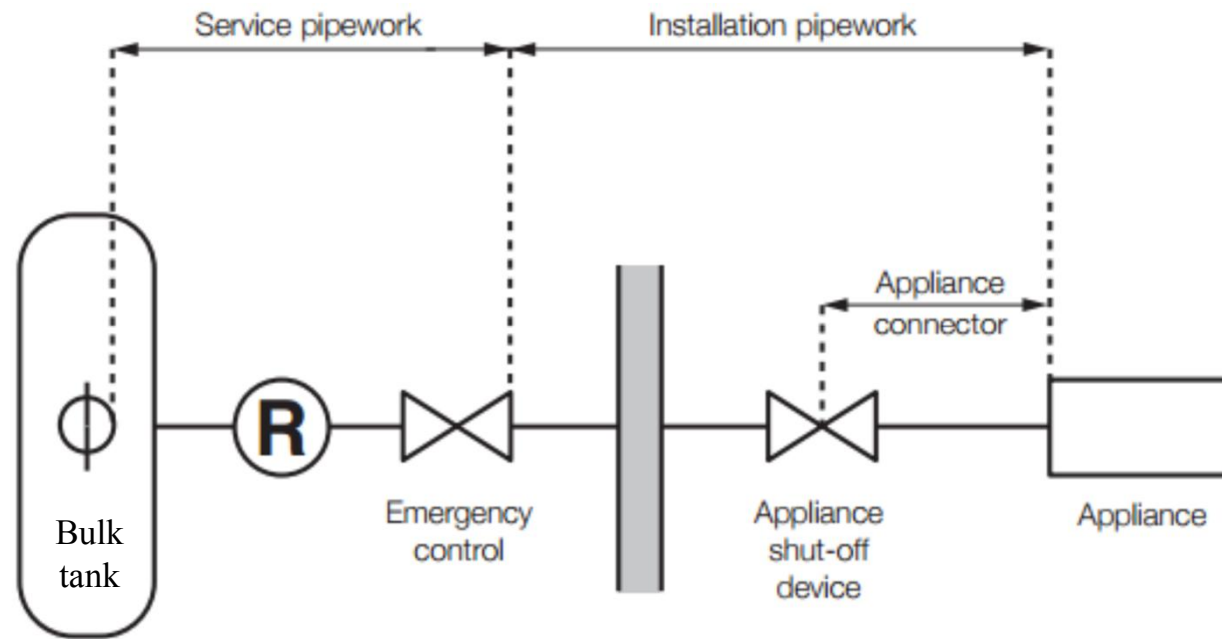 Service pipework
Installation pipework
Appliance
connector
R
Bulk
tank
Emergency
control
Appliance
shut-off
device
Appliance